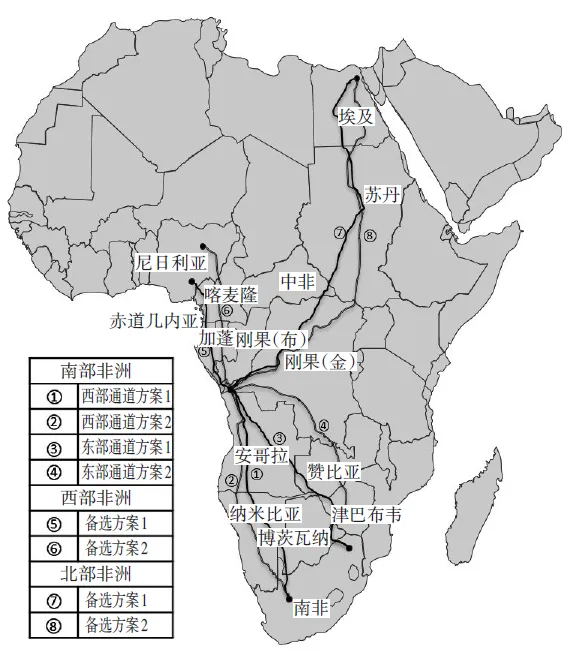 埃及
苏丹
⑦
⑧
尼日利亚
中非
喀麦隆
⑥
赤道几内亚
加蓬
刚果(布)
⑤
刚果(金)
南部非洲
① 西部通道方案1
② 西部通道方案2
③ 东部通道方案1
④ 东部通道方案2
西部非洲
⑤ 备选方案1
⑥ 备选方案2
北部非洲
⑦ 备选方案1
⑧ 备选方案2
③
④
安哥拉
①
②
赞比亚
纳米比亚
津巴布韦
博茨瓦纳
南非